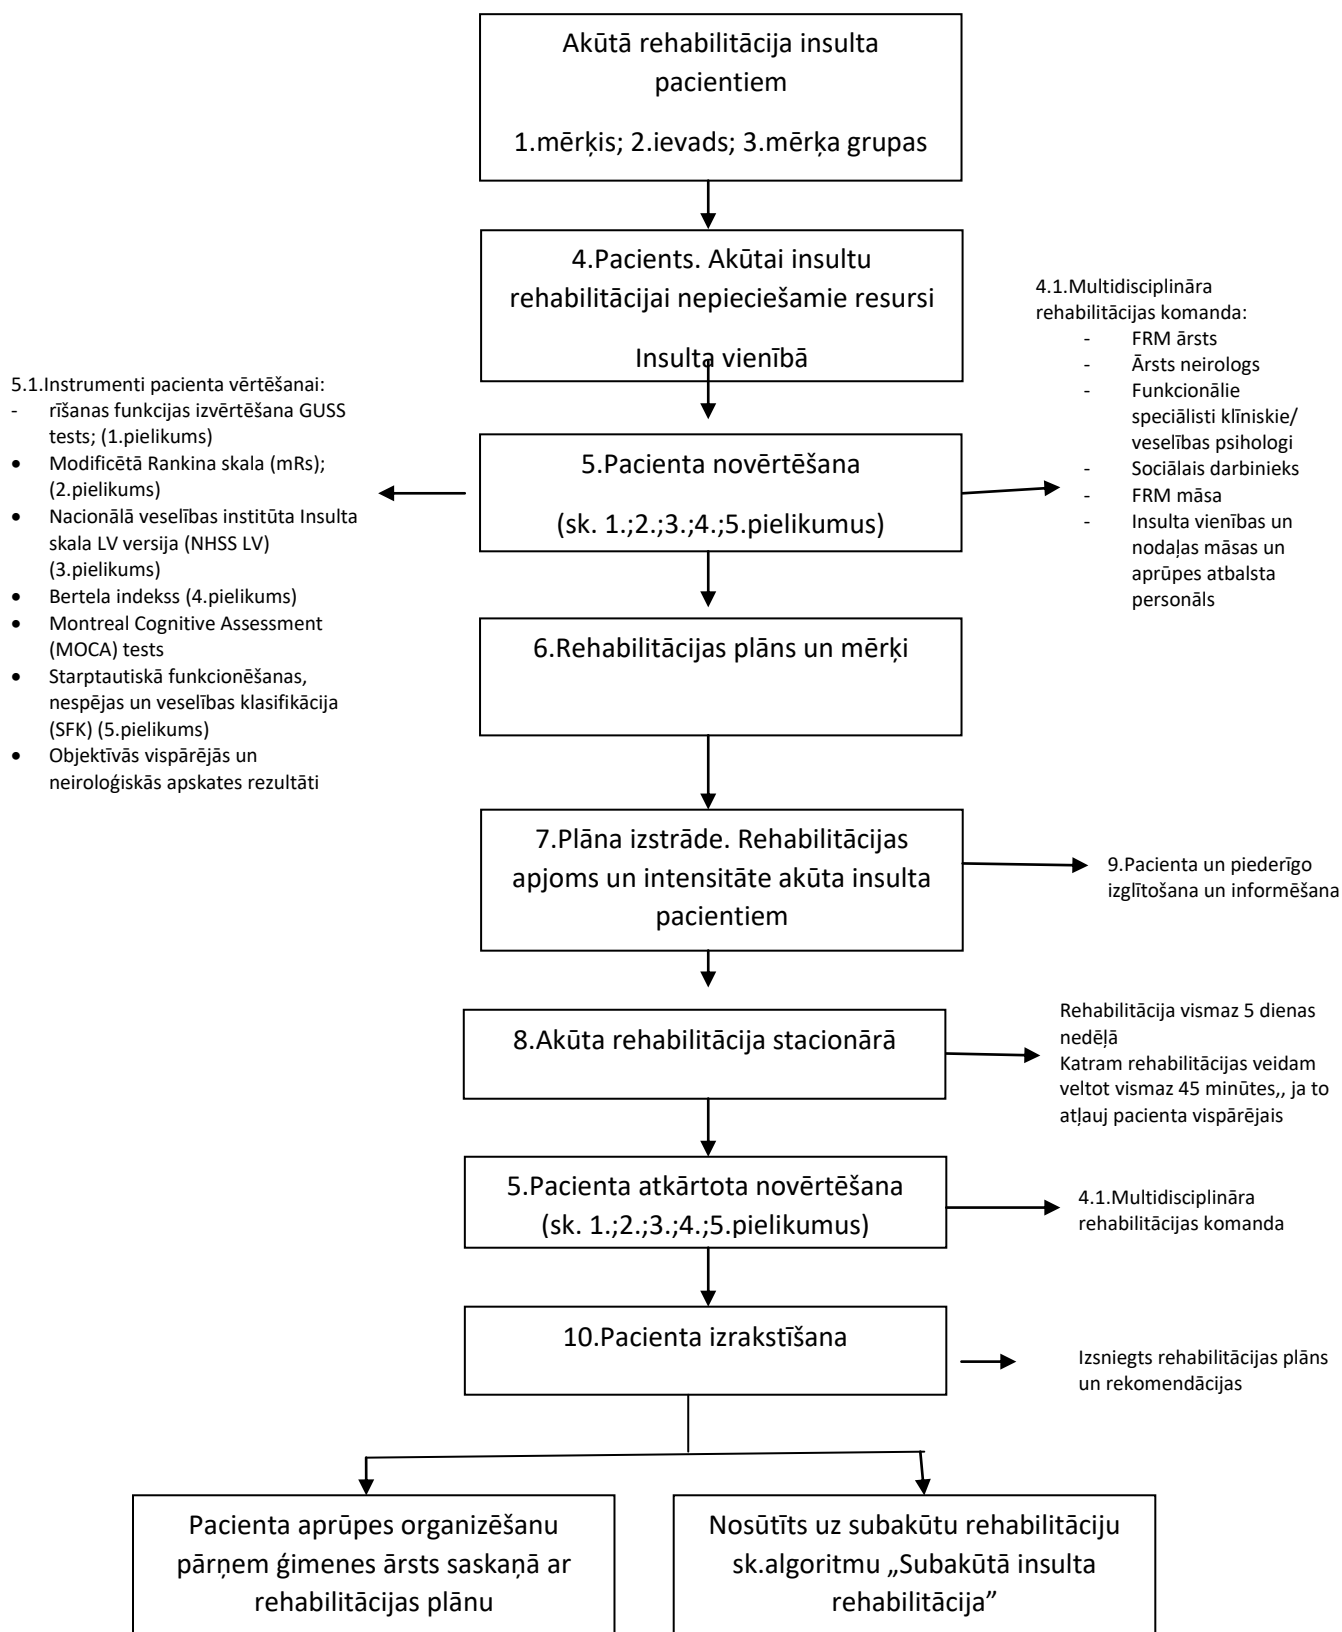 Akūtā rehabilitācija insulta
pacientiem
1.mērķis; 2.ievads; 3.mērķa grupas
4.Pacients. Akūtai insultu
rehabilitācijai nepieciešamie resursi
Insulta vienībā
4.1.Multidisciplināra
rehabilitācijas komanda:
- FRM ārsts
- Ārsts neirologs
- Funkcionālie
speciālisti klīniskie/
veselības psihologi
- Sociālais darbinieks
- FRM māsa
- Insulta vienības un
nodaļas māsas un
aprūpes atbalsta
personāls
5.1.Instrumenti pacienta vērtēšanai:
- rīšanas funkcijas izvērtēšana GUSS
tests; (1.pielikums)
• Modificētā Rankina skala (mRs);
(2.pielikums)
• Nacionālā veselības institūta Insulta
skala LV versija (NHSS LV)
(3.pielikums)
• Bertela indekss (4.pielikums)
• Montreal Cognitive Assessment
(MOCA) tests
• Starptautiskā funkcionēšanas,
nespējas un veselības klasifikācija
(SFK) (5.pielikums)
• Objektīvās vispārējās un
neiroloģiskās apskates rezultāti
5.Pacienta novērtēšana
(sk. 1.;2.;3.;4.;5.pielikumus)
6.Rehabilitācijas plāns un mērķi
7.Plāna izstrāde. Rehabilitācijas
apjoms un intensitāte akūta insulta
pacientiem
9.Pacienta un piederīgo
izglītošana un informēšana
8.Akūta rehabilitācija stacionārā
Rehabilitācija vismaz 5 dienas
nedēļā
Katram rehabilitācijas veidam
veltot vismaz 45 minūtes,, ja to
atļauj pacienta vispārējais
5.Pacienta atkārtota novērtēšana
(sk. 1.;2.;3.;4.;5.pielikumus)
4.1.Multidisciplināra
rehabilitācijas komanda
10.Pacienta izrakstīšana
Izsniegts rehabilitācijas plāns
un rekomendācijas
Pacienta aprūpes organizēšanu
pārņem ģimenes ārsts saskaņā ar
rehabilitācijas plānu
Nosūtīts uz subakūtu rehabilitāciju
sk.algoritmu „Subakūtā insulta
rehabilitācija”